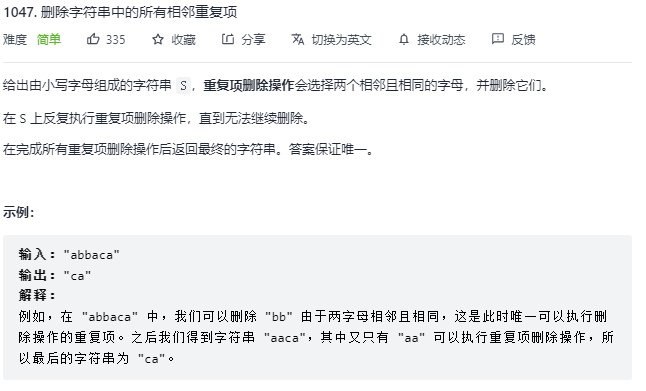 1047. 删除字符串中的所有相邻重复项
难度 简单 335 收藏 分享 切换为英文 接收动态 反馈
给出由小写字母组成的字符串 S，重复项删除操作会选择两个相邻且相同的字母，并删除它们。
在 S 上反复执行重复项删除操作，直到无法继续删除。
在完成所有重复项删除操作后返回最终的字符串。答案保证唯一。
示例：
输入："abbaca"
输出："ca"
解释：
例如，在 "abbaca" 中，我们可以删除 "bb" 由于两字母相邻且相同，这是此时唯一可以执行删
除操作的重复项。之后我们得到字符串 "aaca"，其中又只有 "aa" 可以执行重复项删除操作，所
以最后的字符串为 "ca"。